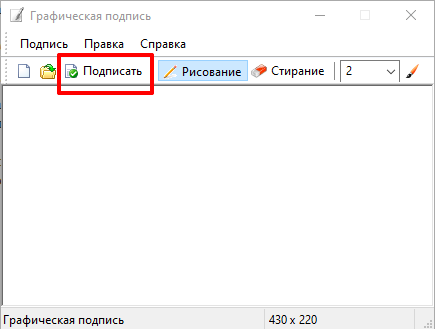 Графическая подпись
Подпись Правка Справка
Подписать Рисование Стирание 2
Графическая подпись 430 x 220